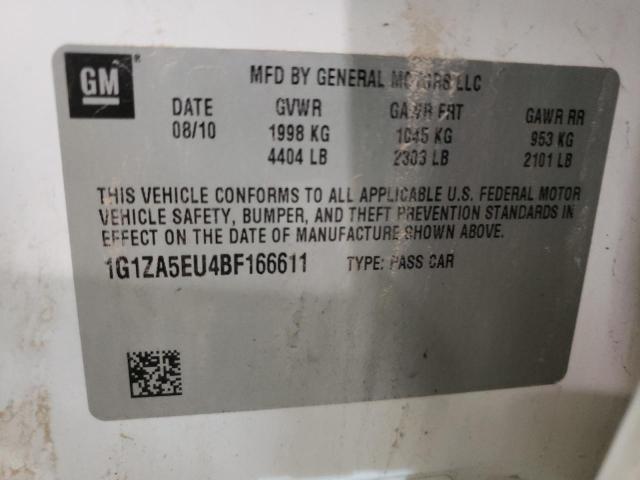 GM ®
MFD BY GENERAL MOTORS LLC
DATE GVWR GAWR FRT GAWR RR
08/10 1998 KG 1045 KG 953 KG
4404 LB 2303 LB 2101 LB
THIS VEHICLE CONFORMS TO ALL APPLICABLE U.S. FEDERAL MOTOR
VEHICLE SAFETY, BUMPER, AND THEFT PREVENTION STANDARDS IN
EFFECT ON THE DATE OF MANUFACTURE SHOWN ABOVE.
1G1ZA5EU4BF166611 TYPE: PASS CAR